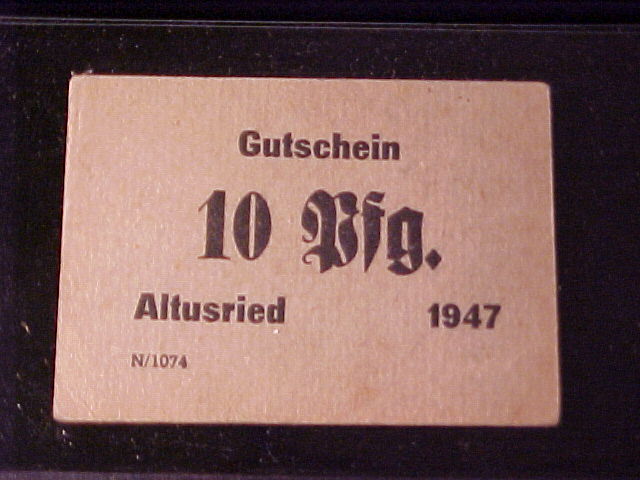 Gutschein
10 Pfg.
Altusried 1947
N/1074